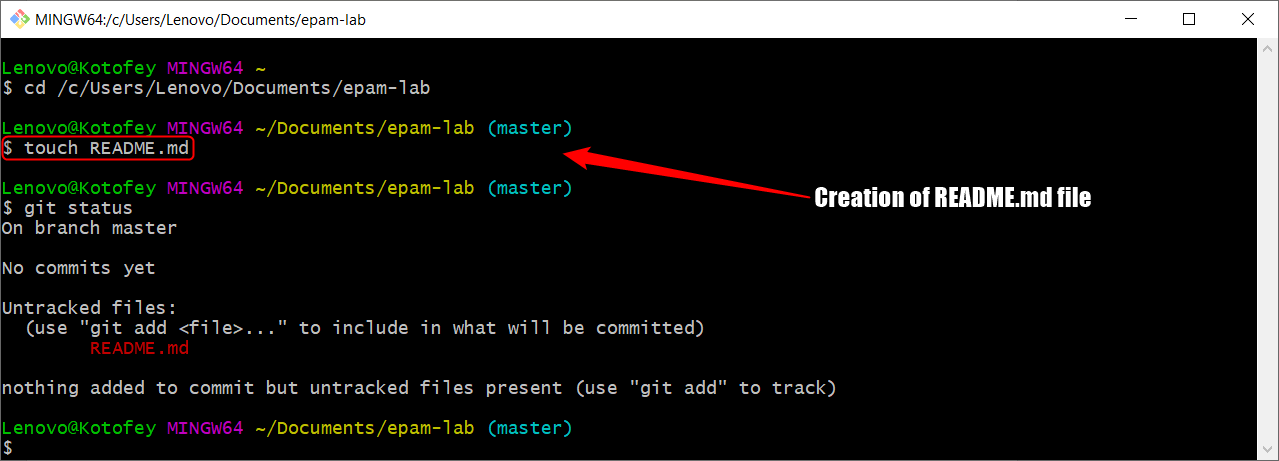 MINGW64:/c/Users/Lenovo/Documents/epam-lab
Lenovo@Kotofey MINGW64 ~
$ cd /c/Users/Lenovo/Documents/epam-lab
Lenovo@Kotofey MINGW64 ~/Documents/epam-lab (master)
$ touch README.md
Creation of README.md file
Lenovo@Kotofey MINGW64 ~/Documents/epam-lab (master)
$ git status
On branch master
No commits yet
Untracked files:
(use "git add <file>..." to include in what will be committed)
README.md
nothing added to commit but untracked files present (use "git add" to track)
Lenovo@Kotofey MINGW64 ~/Documents/epam-lab (master)
$